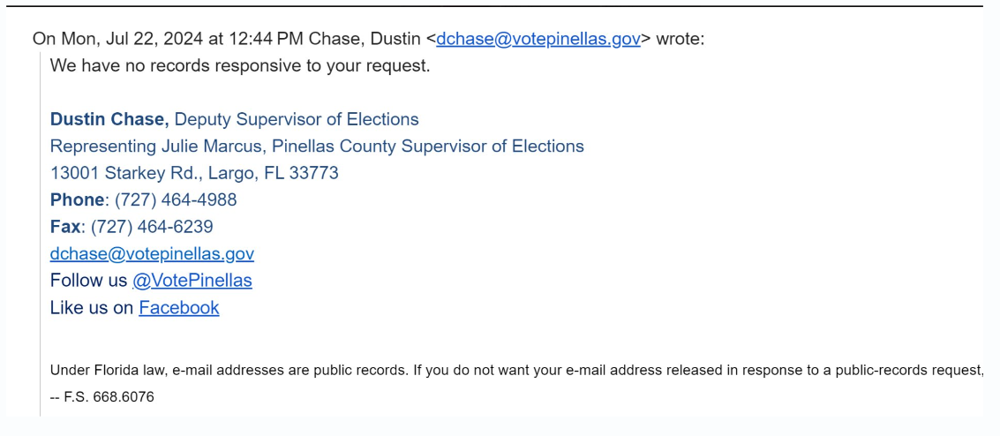 On Mon, Jul 22, 2024 at 12:44 PM Chase, Dustin <dchase@votepinellas.gov> wrote:
We have no records responsive to your request.
Dustin Chase, Deputy Supervisor of Elections
Representing Julie Marcus, Pinellas County Supervisor of Elections
13001 Starkey Rd., Largo, FL 33773
Phone: (727) 464-4988
Fax: (727) 464-6239
dchase@votepinellas.gov
Follow us @VotePinellas
Like us on Facebook
Under Florida law, e-mail addresses are public records. If you do not want your e-mail address released in response to a public-records request,
-- F.S. 668.6076